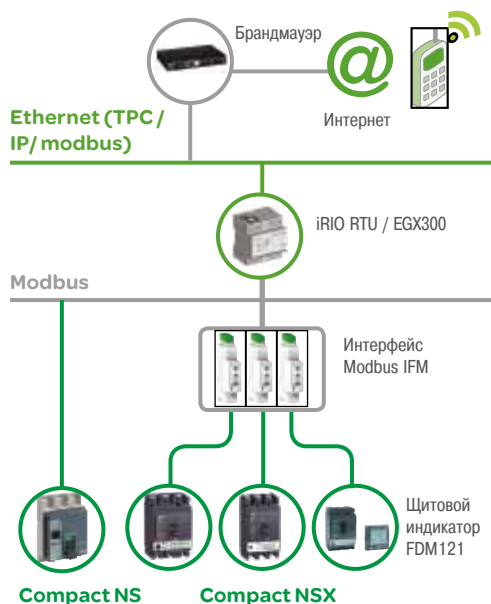 Брандмауэр
@
Интернет
Ethernet (TPC /
IP/ modbus)
iRIO RTU / EGX300
Modbus
Интерфейс
Modbus IFM
Щитовой
индикатор
FDM121
Compact NS
Compact NSX